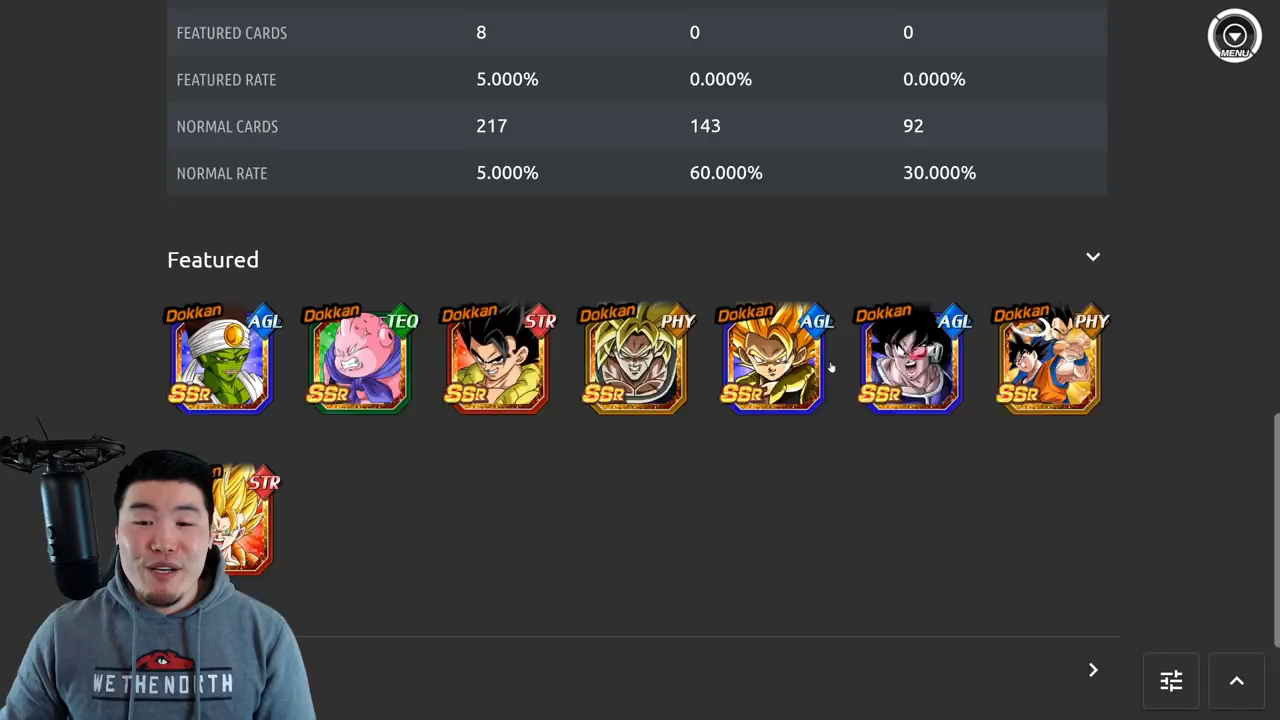 FEATURED CARDS 8 0 0
FEATURED RATE 5.000% 0.000% 0.000%
NORMAL CARDS 217 143 92
NORMAL RATE 5.000% 60.000% 30.000%
MENU
Featured
Dokkan AGL SSR
Dokkan TEQ SSR
Dokkan STR SSR
Dokkan PHY SSR
Dokkan AGL SSR
Dokkan AGL SSR
Dokkan PHY SSR
STR
WE THE NORTH